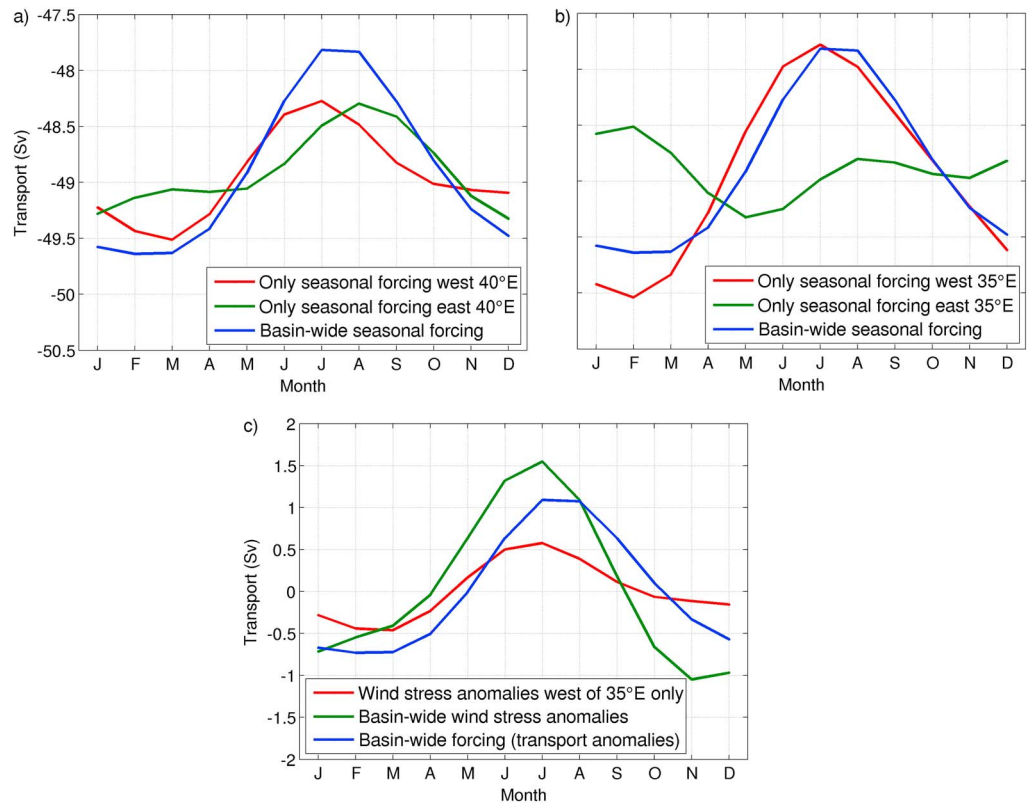 a)
-47.5
-48
-48.5
-49
-49.5
-50
-50.5
Transport (Sv)
Only seasonal forcing west 40°E
Only seasonal forcing east 40°E
Basin-wide seasonal forcing
J F M A M J J A S O N D
Month
b)
Only seasonal forcing west 35°E
Only seasonal forcing east 35°E
Basin-wide seasonal forcing
J F M A M J J A S O N D
Month
c)
2
1.5
1
0.5
0
-0.5
-1
-1.5
-2
Transport (Sv)
Wind stress anomalies west of 35°E only
Basin-wide wind stress anomalies
Basin-wide forcing (transport anomalies)
J F M A M J J A S O N D
Month